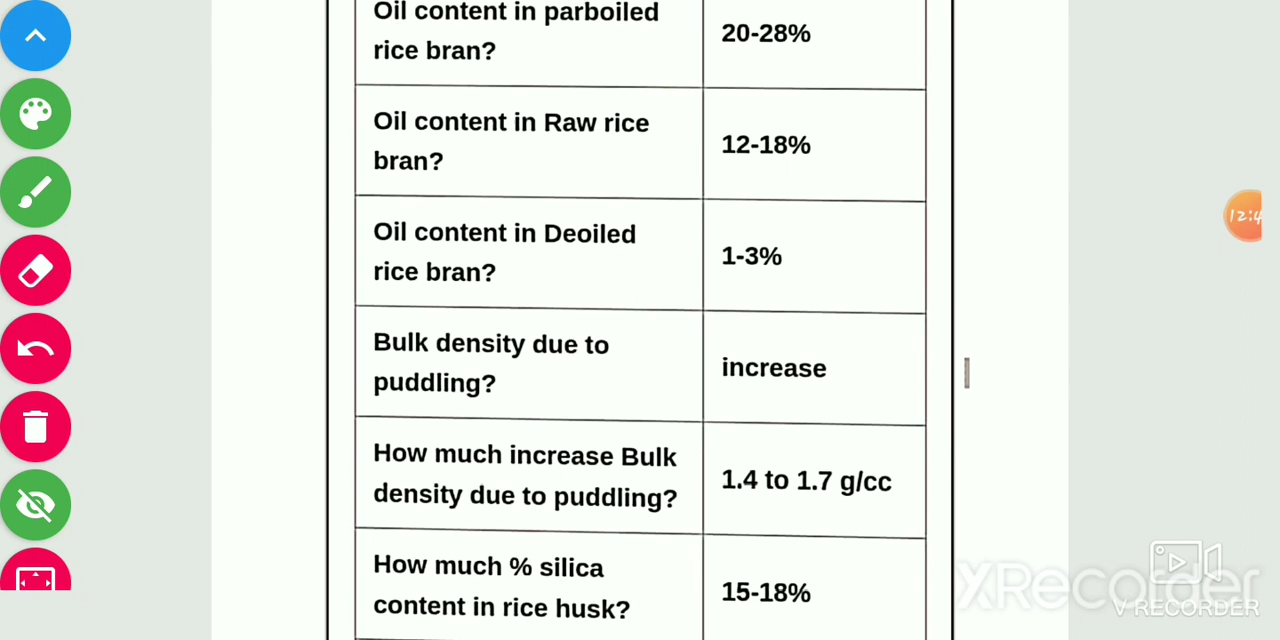 Oil content in parboiled
rice bran?
20-28%
Oil content in Raw rice
bran?
12-18%
Oil content in Deoiled
rice bran?
1-3%
Bulk density due to
puddling?
increase
How much increase Bulk
density due to puddling?
1.4 to 1.7 g/cc
How much % silica
content in rice husk?
15-18%
12:4
XRecorder
V RECORDER